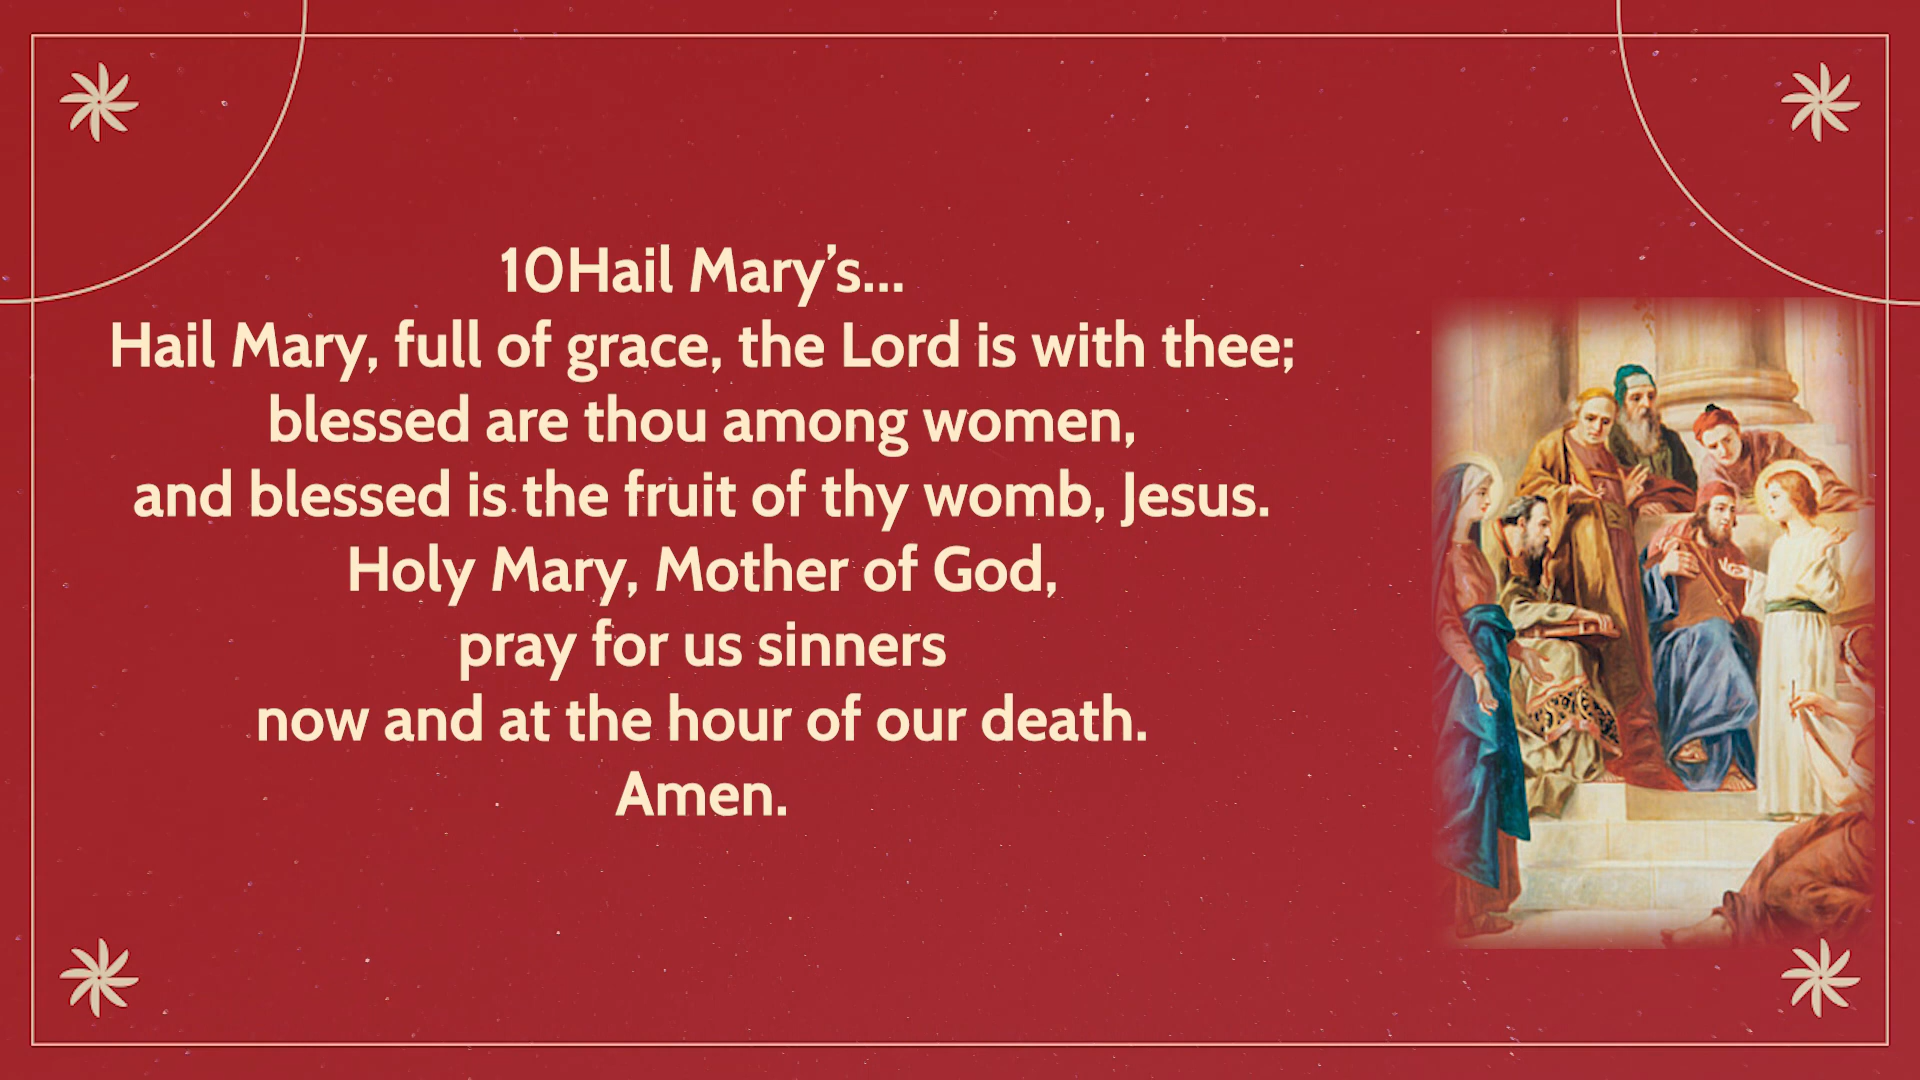 10Hail Mary’s...
Hail Mary, full of grace, the Lord is with thee;
blessed are thou among women,
and blessed is the fruit of thy womb, Jesus.
Holy Mary, Mother of God,
pray for us sinners
now and at the hour of our death.
Amen.